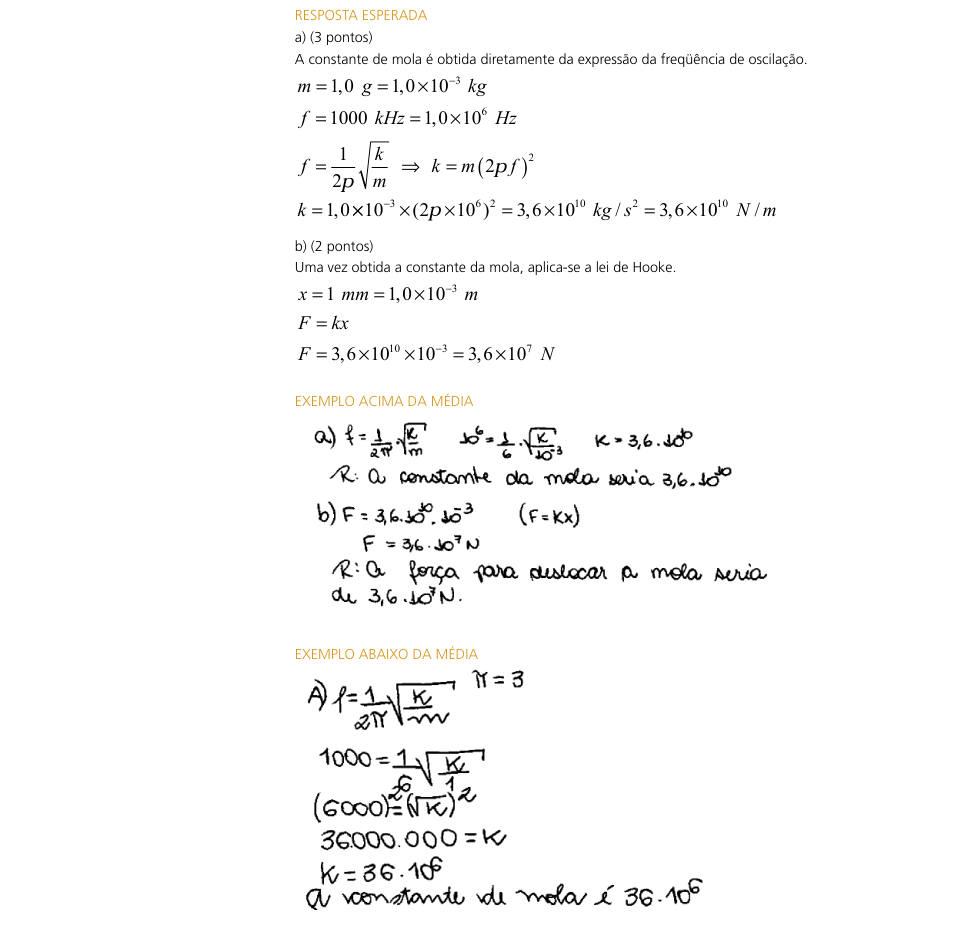 RESPOSTA ESPERADA
a) (3 pontos)
A constante de mola é obtida diretamente da expressão da freqüência de oscilação.
m = 1,0 g = 1,0×10⁻³ kg
f = 1000 kHz = 1,0×10⁶ Hz
f = 1/2p √(k/m) ⇒ k = m(2pf)²
k = 1,0×10⁻³ ×(2p×10⁶)² = 3,6×10¹⁰ kg/s² = 3,6×10¹⁰ N/m
b) (2 pontos)
Uma vez obtida a constante da mola, aplica-se a lei de Hooke.
x = 1 mm = 1,0×10⁻³ m
F = kx
F = 3,6×10¹⁰ ×10⁻³ = 3,6×10⁷ N
EXEMPLO ACIMA DA MÉDIA
a) f = 1/2π . √(K/m) 10⁶ = 1/6 . √(K/10⁻³) K = 3,6 . 10¹⁰
R: A constante da mola seria 3,6 . 10¹⁰
b) F = 3,6 . 10¹⁰ . 10⁻³ (F = Kx)
F = 3,6 . 10⁷ N
R: A força para deslocar a mola seria
de 3,6 . 10⁷ N.
EXEMPLO ABAIXO DA MÉDIA
A) f = 1/2π √(K/m) π = 3
1000 = 1/6 √(K/1)
(6000)² = (√K)²
36.000.000 = K
K = 36 . 10⁶
A constante de mola é 36 . 10⁶